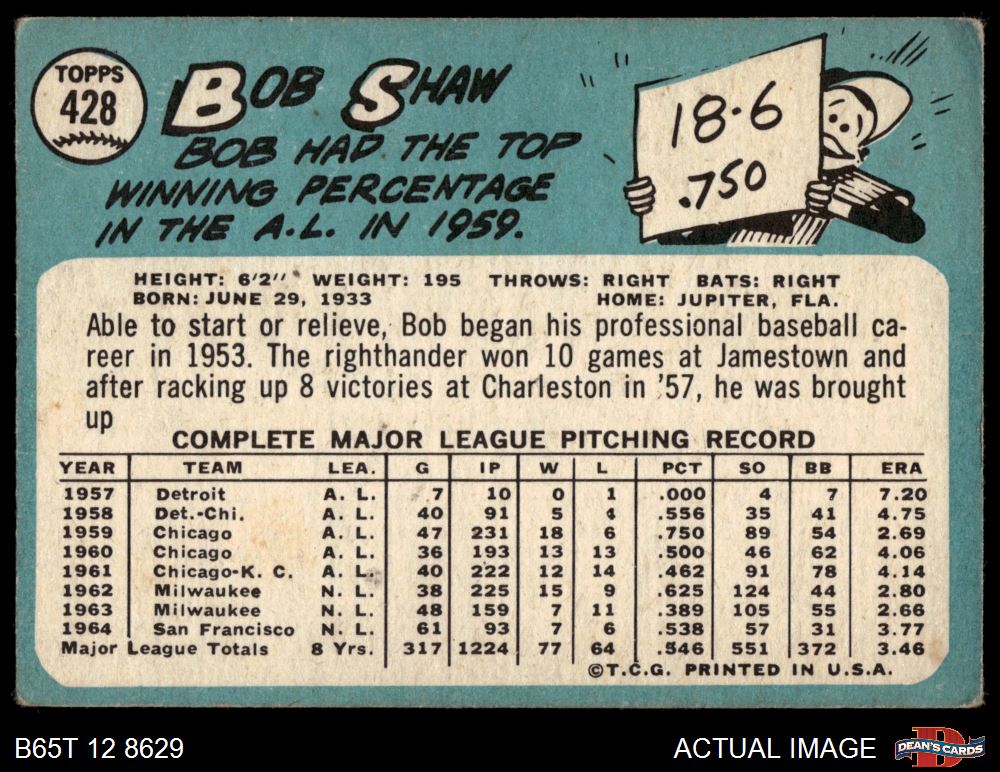 TOPPS
428
BOB SHAW
BOB HAD THE TOP
WINNING PERCENTAGE
IN THE A.L. IN 1959.
18-6
.750
HEIGHT: 6'2" WEIGHT: 195 THROWS: RIGHT BATS: RIGHT
BORN: JUNE 29, 1933 HOME: JUPITER, FLA.
Able to start or relieve, Bob began his professional baseball ca-
reer in 1953. The righthander won 10 games at Jamestown and
after racking up 8 victories at Charleston in '57, he was brought
up
COMPLETE MAJOR LEAGUE PITCHING RECORD
YEAR TEAM LEA. G IP W L PCT SO BB ERA
1957 Detroit A. L. 7 10 0 1 .000 4 7 7.20
1958 Det.-Chi. A. L. 40 91 5 4 .556 35 41 4.75
1959 Chicago A. L. 47 231 18 6 .750 89 54 2.69
1960 Chicago A. L. 36 193 13 13 .500 46 62 4.06
1961 Chicago-K. C. A. L. 40 222 12 14 .462 91 78 4.14
1962 Milwaukee N. L. 38 225 15 9 .625 124 44 2.80
1963 Milwaukee N. L. 48 159 7 11 .389 105 55 2.66
1964 San Francisco N. L. 61 93 7 6 .538 57 31 3.77
Major League Totals 8 Yrs. 317 1224 77 64 .546 551 372 3.46
©T.C.G. PRINTED IN U.S.A.
B65T 12 8629
ACTUAL IMAGE
D
DEAN'S CARDS